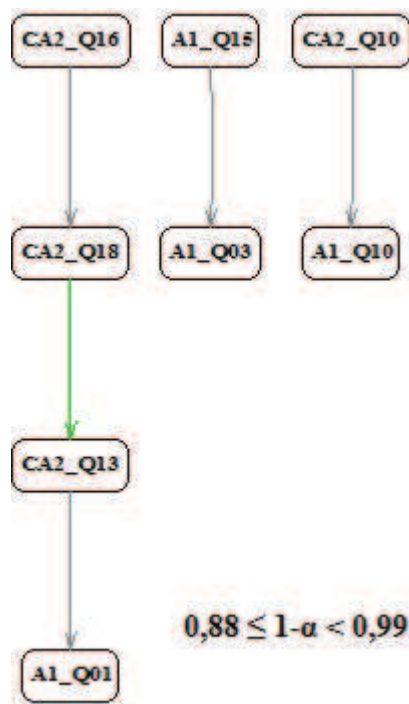 CA2_Q16 A1_Q15 CA2_Q10
CA2_Q18 A1_Q03 A1_Q10
CA2_Q13
0,88 ≤ 1-α < 0,99
A1_Q01